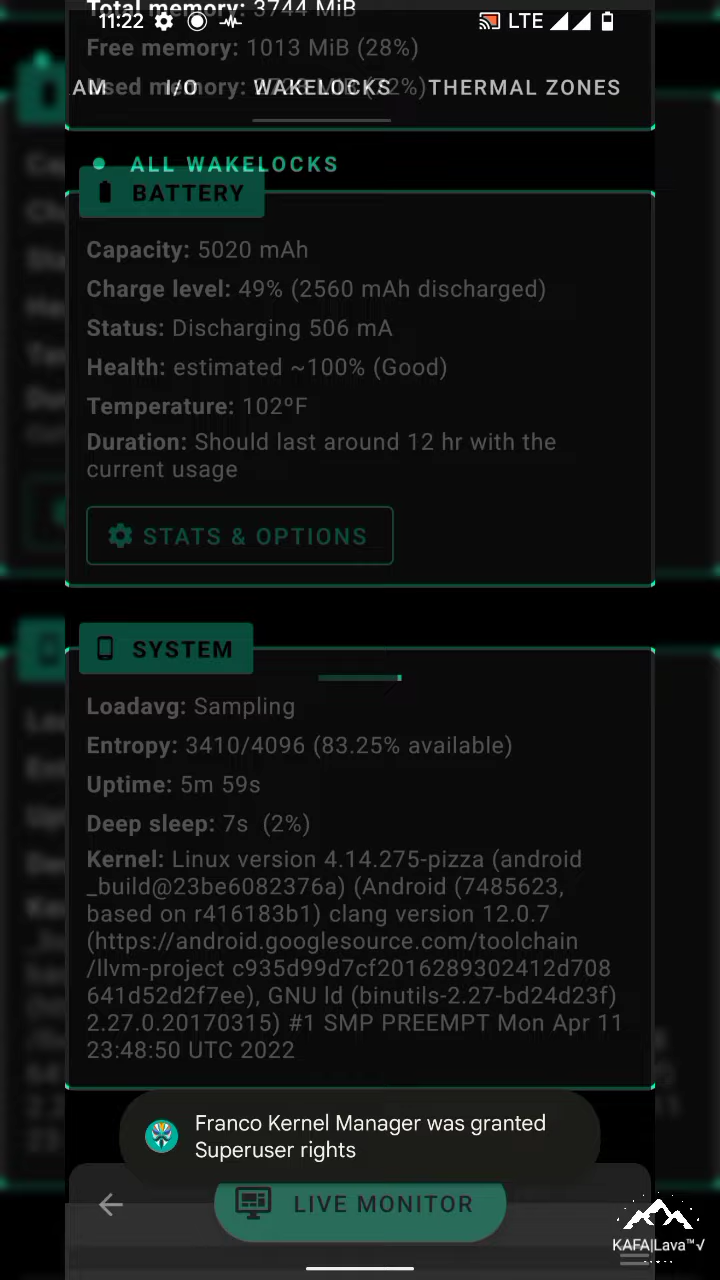 Total memory: 3744 MiB
11:22 LTE
Free memory: 1013 MiB (28%)
Used memory:
AM I/O WAKELOCKS THERMAL ZONES
ALL WAKELOCKS
BATTERY
Capacity: 5020 mAh
Charge level: 49% (2560 mAh discharged)
Status: Discharging 506 mA
Health: estimated ~100% (Good)
Temperature: 102ºF
Duration: Should last around 12 hr with the
current usage
STATS & OPTIONS
SYSTEM
Loadavg: Sampling
Entropy: 3410/4096 (83.25% available)
Uptime: 5m 59s
Deep sleep: 7s (2%)
Kernel: Linux version 4.14.275-pizza (android
_build@23be6082376a) (Android (7485623,
based on r416183b1) clang version 12.0.7
(https://android.googlesource.com/toolchain
/llvm-project c935d99d7cf2016289302412d708
641d52d2f7ee), GNU ld (binutils-2.27-bd24d23f)
2.27.0.20170315) #1 SMP PREEMPT Mon Apr 11
23:48:50 UTC 2022
Franco Kernel Manager was granted
Superuser rights
LIVE MONITOR
KAFA|Lava™√